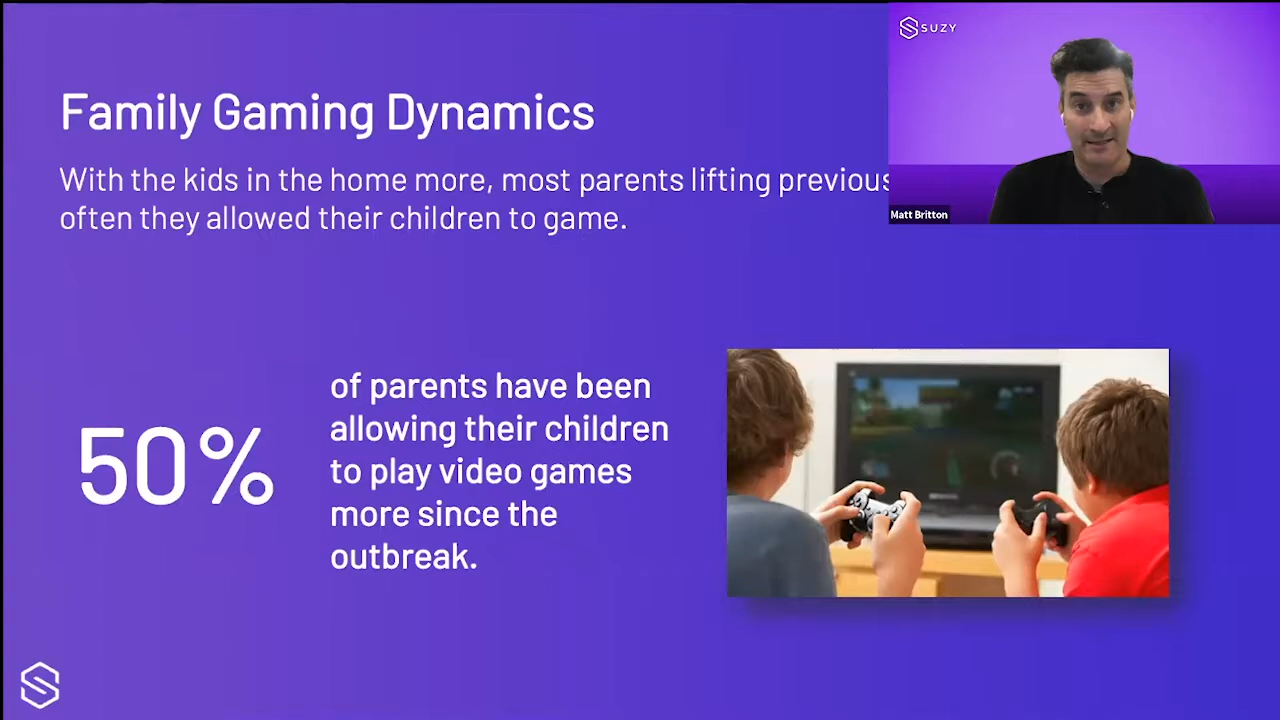 Family Gaming Dynamics
With the kids in the home more, most parents lifting previous
often they allowed their children to game.
SUZY
Matt Britton
50%
of parents have been
allowing their children
to play video games
more since the
outbreak.